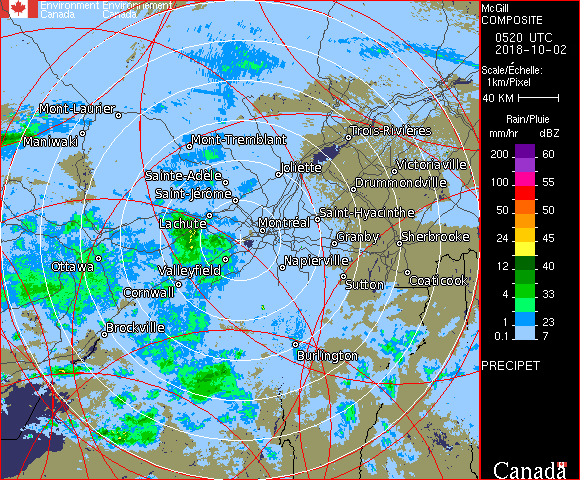 Environment Environnement
Canada Canada
McGill
COMPOSITE
0520 UTC
2018-10-02
Scale/Échelle:
1km/Pixel
40 KM
Rain/Pluie
mm/hr dBZ
200 60
100 55
50 50
24 45
12 40
4 33
1 23
0.1 7
PRECIPET
Canada
Mont-Laurier
Maniwaki
Mont-Tremblant
Trois-Rivières
Joliette
Victoriaville
Sainte-Adèle
Drummondville
Saint-Jérôme
Saint-Hyacinthe
Lachute
Montréal
Granby
Sherbrooke
Ottawa
Valleyfield
Napierville
Cornwall
Sutton
Coaticook
Brockville
Burlington